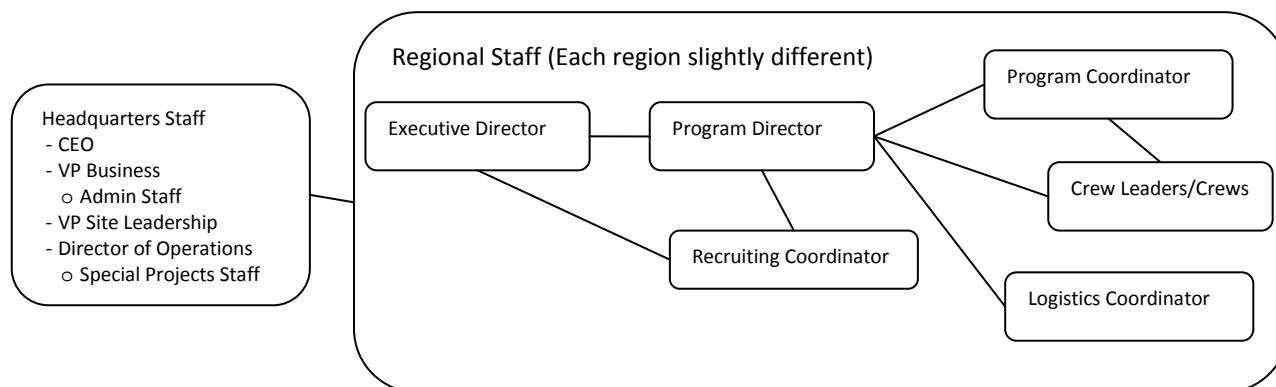 Headquarters Staff
- CEO
- VP Business
o Admin Staff
- VP Site Leadership
- Director of Operations
o Special Projects Staff
Regional Staff (Each region slightly different)
Executive Director
Program Director
Recruiting Coordinator
Program Coordinator
Crew Leaders/Crews
Logistics Coordinator